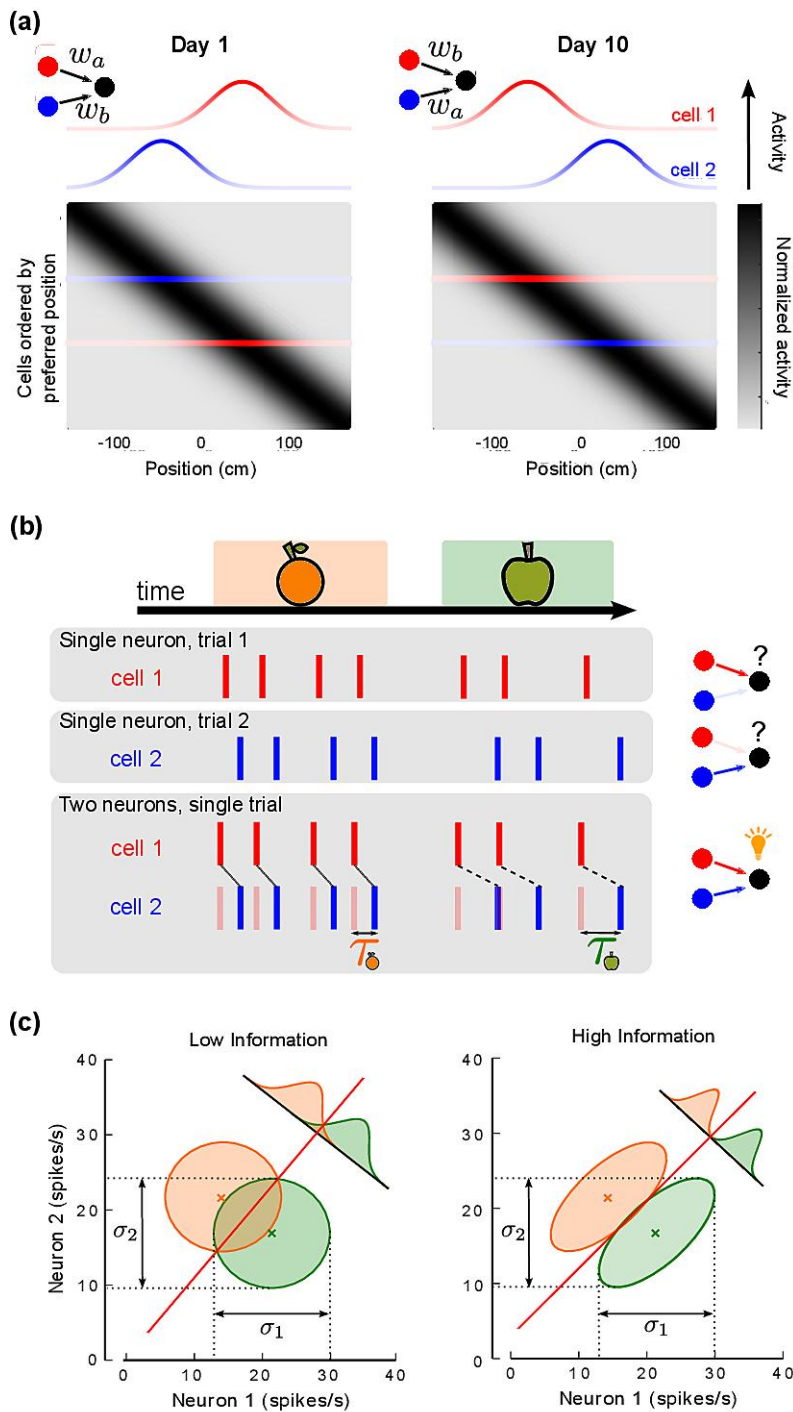 (a)
Day 1
Day 10
w_a
w_b
w_b
w_a
cell 1
cell 2
Activity
Cells ordered by
preferred position
Normalized activity
-100 0 100
-100 0 100
Position (cm)
Position (cm)
(b)
time
Single neuron, trial 1
cell 1
?
Single neuron, trial 2
cell 2
?
Two neurons, single trial
cell 1
cell 2
τ
τ
(c)
Low Information
High Information
40
30
20
10
0
Neuron 2 (spikes/s)
σ2
σ1
0 10 20 30 40
Neuron 1 (spikes/s)
40
30
20
10
0
σ2
σ1
0 10 20 30 40
Neuron 1 (spikes/s)